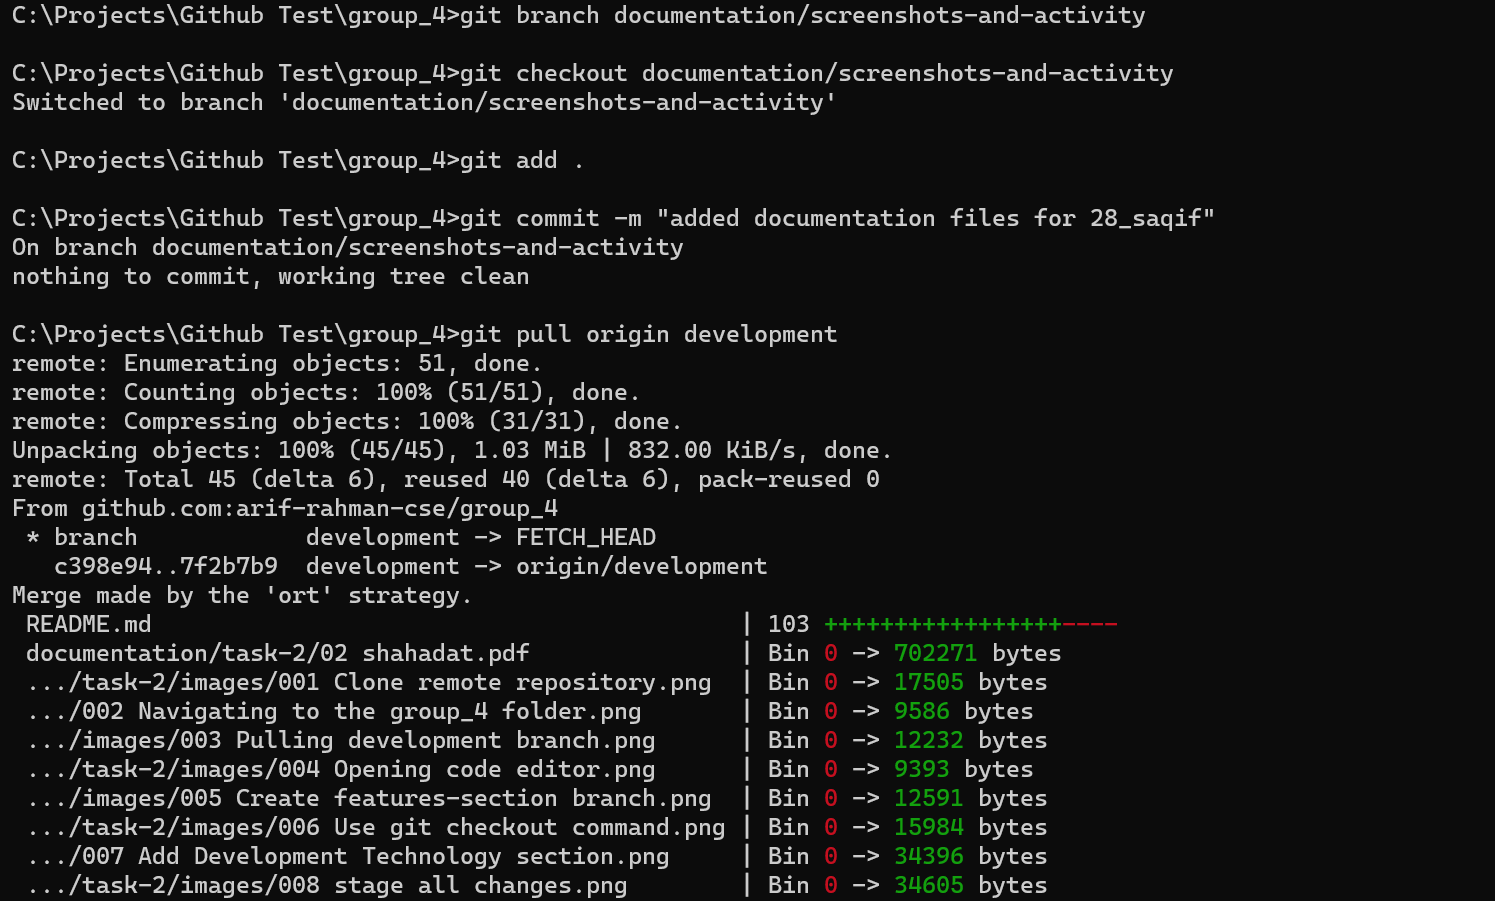 C:\Projects\Github Test\group_4>git branch documentation/screenshots-and-activity
C:\Projects\Github Test\group_4>git checkout documentation/screenshots-and-activity
Switched to branch 'documentation/screenshots-and-activity'
C:\Projects\Github Test\group_4>git add .
C:\Projects\Github Test\group_4>git commit -m "added documentation files for 28_saqif"
On branch documentation/screenshots-and-activity
nothing to commit, working tree clean
C:\Projects\Github Test\group_4>git pull origin development
remote: Enumerating objects: 51, done.
remote: Counting objects: 100% (51/51), done.
remote: Compressing objects: 100% (31/31), done.
Unpacking objects: 100% (45/45), 1.03 MiB | 832.00 KiB/s, done.
remote: Total 45 (delta 6), reused 40 (delta 6), pack-reused 0
From github.com:arif-rahman-cse/group_4
 * branch            development -> FETCH_HEAD
   c398e94..7f2b7b9  development -> origin/development
Merge made by the 'ort' strategy.
 README.md                                          | 103 +++++++++++++++++----
 documentation/task-2/02 shahadat.pdf               | Bin 0 -> 702271 bytes
 .../task-2/images/001 Clone remote repository.png  | Bin 0 -> 17505 bytes
 .../002 Navigating to the group_4 folder.png       | Bin 0 -> 9586 bytes
 .../images/003 Pulling development branch.png      | Bin 0 -> 12232 bytes
 .../task-2/images/004 Opening code editor.png      | Bin 0 -> 9393 bytes
 .../images/005 Create features-section branch.png  | Bin 0 -> 12591 bytes
 .../task-2/images/006 Use git checkout command.png | Bin 0 -> 15984 bytes
 .../007 Add Development Technology section.png     | Bin 0 -> 34396 bytes
 .../task-2/images/008 stage all changes.png        | Bin 0 -> 34605 bytes